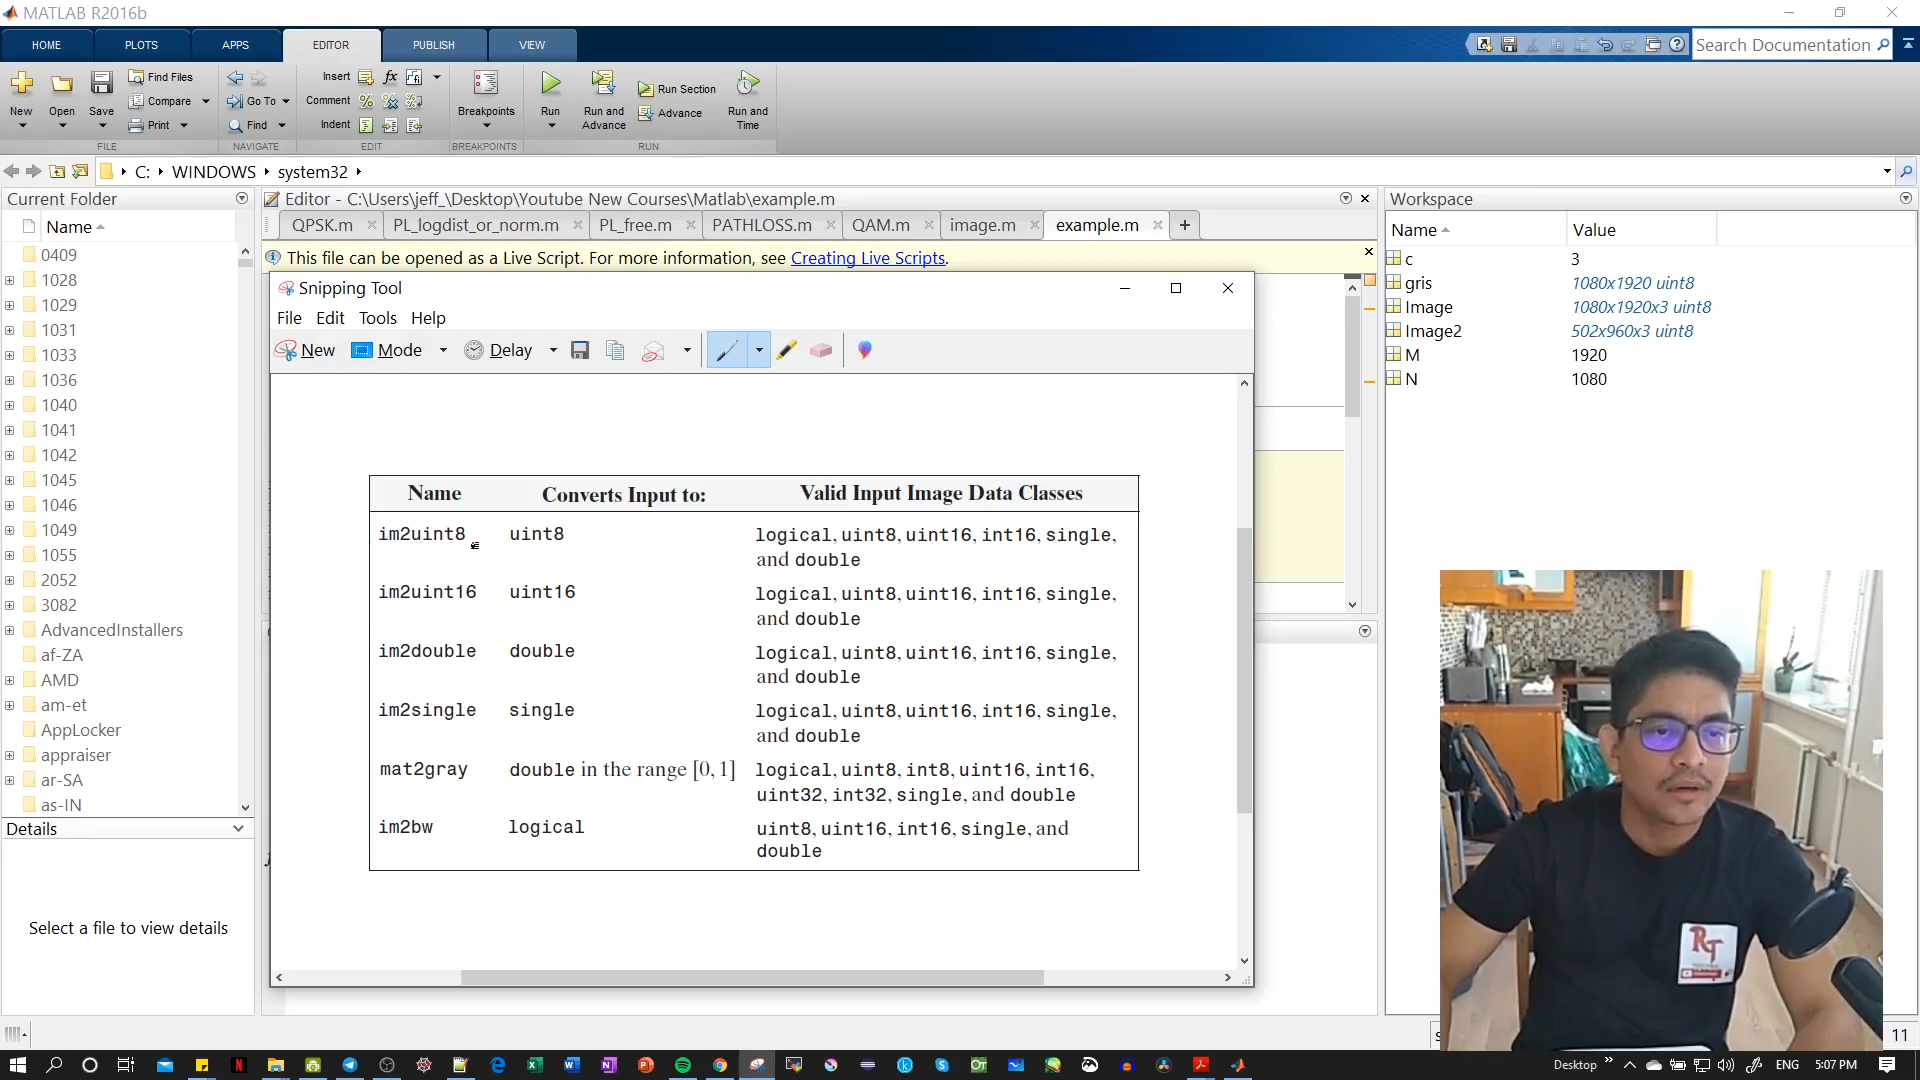 MATLAB R2016b
HOME PLOTS APPS EDITOR PUBLISH VIEW
Search Documentation
New Open Save
Find Files
Compare
Print
FILE
Go To
Find
NAVIGATE
Insert
Comment
Indent
EDIT
Breakpoints
BREAKPOINTS
Run
Run and
Advance
Run Section
Advance
Run and
Time
RUN
C: WINDOWS system32
Current Folder
Name
0409
1028
1029
1031
1033
1036
1040
1041
1042
1045
1046
1049
1055
2052
3082
AdvancedInstallers
af-ZA
AMD
am-et
AppLocker
appraiser
ar-SA
as-IN
Details
Select a file to view details
Editor - C:\Users\jeff_\Desktop\Youtube New Courses\Matlab\example.m
QPSK.m PL_logdist_or_norm.m PL_free.m PATHLOSS.m QAM.m image.m example.m
This file can be opened as a Live Script. For more information, see Creating Live Scripts.
Snipping Tool
File Edit Tools Help
New Mode Delay
Name Converts Input to: Valid Input Image Data Classes
im2uint8 uint8 logical, uint8, uint16, int16, single,
and double
im2uint16 uint16 logical, uint8, uint16, int16, single,
and double
im2double double logical, uint8, uint16, int16, single,
and double
im2single single logical, uint8, uint16, int16, single,
and double
mat2gray double in the range [0, 1] logical, uint8, int8, uint16, int16,
uint32, int32, single, and double
im2bw logical uint8, uint16, int16, single, and
double
Workspace
Name Value
c 3
gris 1080x1920 uint8
Image 1080x1920x3 uint8
Image2 502x960x3 uint8
M 1920
N 1080
RT
11
Desktop ENG 5:07 PM